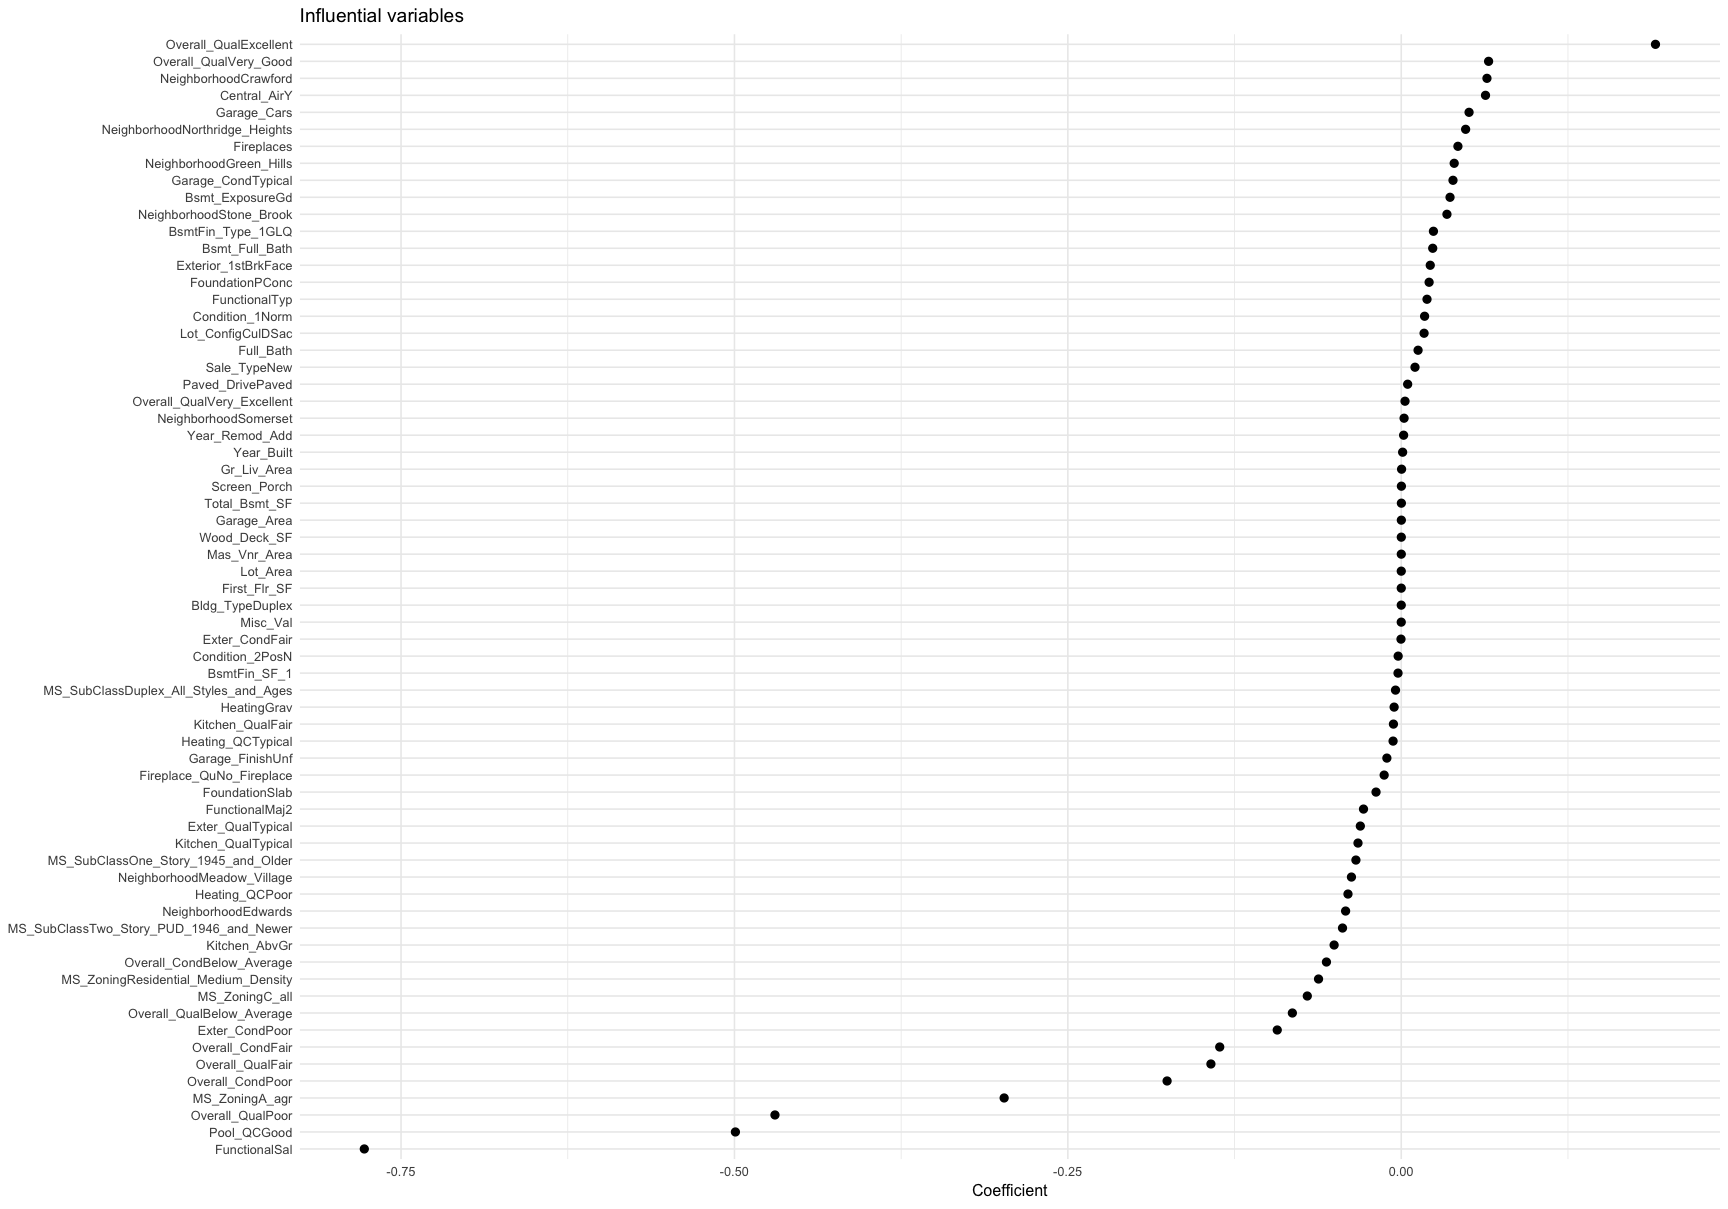 Influential variables
Overall_QualExcellent
Overall_QualVery_Good
NeighborhoodCrawford
Central_AirY
Garage_Cars
NeighborhoodNorthridge_Heights
Fireplaces
NeighborhoodGreen_Hills
Garage_CondTypical
Bsmt_ExposureGd
NeighborhoodStone_Brook
BsmtFin_Type_1GLQ
Bsmt_Full_Bath
Exterior_1stBrkFace
FoundationPConc
FunctionalTyp
Condition_1Norm
Lot_ConfigCulDSac
Full_Bath
Sale_TypeNew
Paved_DrivePaved
Overall_QualVery_Excellent
NeighborhoodSomerset
Year_Remod_Add
Year_Built
Gr_Liv_Area
Screen_Porch
Total_Bsmt_SF
Garage_Area
Wood_Deck_SF
Mas_Vnr_Area
Lot_Area
First_Flr_SF
Bldg_TypeDuplex
Misc_Val
Exter_CondFair
Condition_2PosN
BsmtFin_SF_1
MS_SubClassDuplex_All_Styles_and_Ages
HeatingGrav
Kitchen_QualFair
Heating_QCTypical
Garage_FinishUnf
Fireplace_QuNo_Fireplace
FoundationSlab
FunctionalMaj2
Exter_QualTypical
Kitchen_QualTypical
MS_SubClassOne_Story_1945_and_Older
NeighborhoodMeadow_Village
Heating_QCPoor
NeighborhoodEdwards
MS_SubClassTwo_Story_PUD_1946_and_Newer
Kitchen_AbvGr
Overall_CondBelow_Average
MS_ZoningResidential_Medium_Density
MS_ZoningC_all
Overall_QualBelow_Average
Exter_CondPoor
Overall_CondFair
Overall_QualFair
Overall_CondPoor
MS_ZoningA_agr
Overall_QualPoor
Pool_QCGood
FunctionalSal
-0.75 -0.50 -0.25 0.00
Coefficient